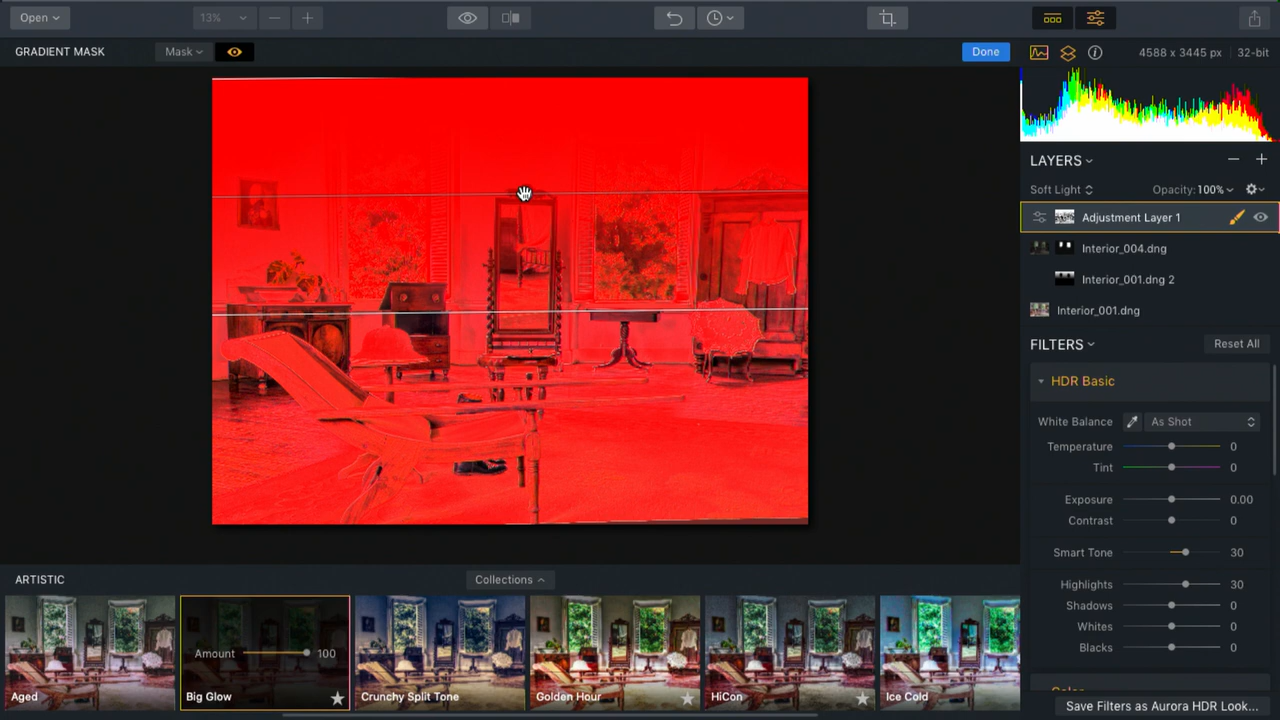 Open
13%
GRADIENT MASK
Mask
Done
4588 x 3445 px
32-bit
LAYERS
Soft Light
Opacity: 100%
Adjustment Layer 1
Interior_004.dng
Interior_001.dng 2
Interior_001.dng
FILTERS
Reset All
HDR Basic
White Balance
As Shot
Temperature 0
Tint 0
Exposure 0.00
Contrast 0
Smart Tone 30
Highlights 30
Shadows 0
Whites 0
Blacks 0
Color
Save Filters as Aurora HDR Look...
ARTISTIC
Collections
Amount 100
Aged
Big Glow
Crunchy Split Tone
Golden Hour
HiCon
Ice Cold